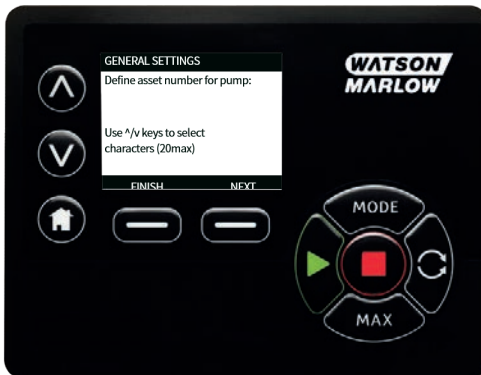 GENERAL SETTINGS
Define asset number for pump:
Use ^/v keys to select
characters (20max)
FINISH NEXT
WATSON
MARLOW
MODE
MAX